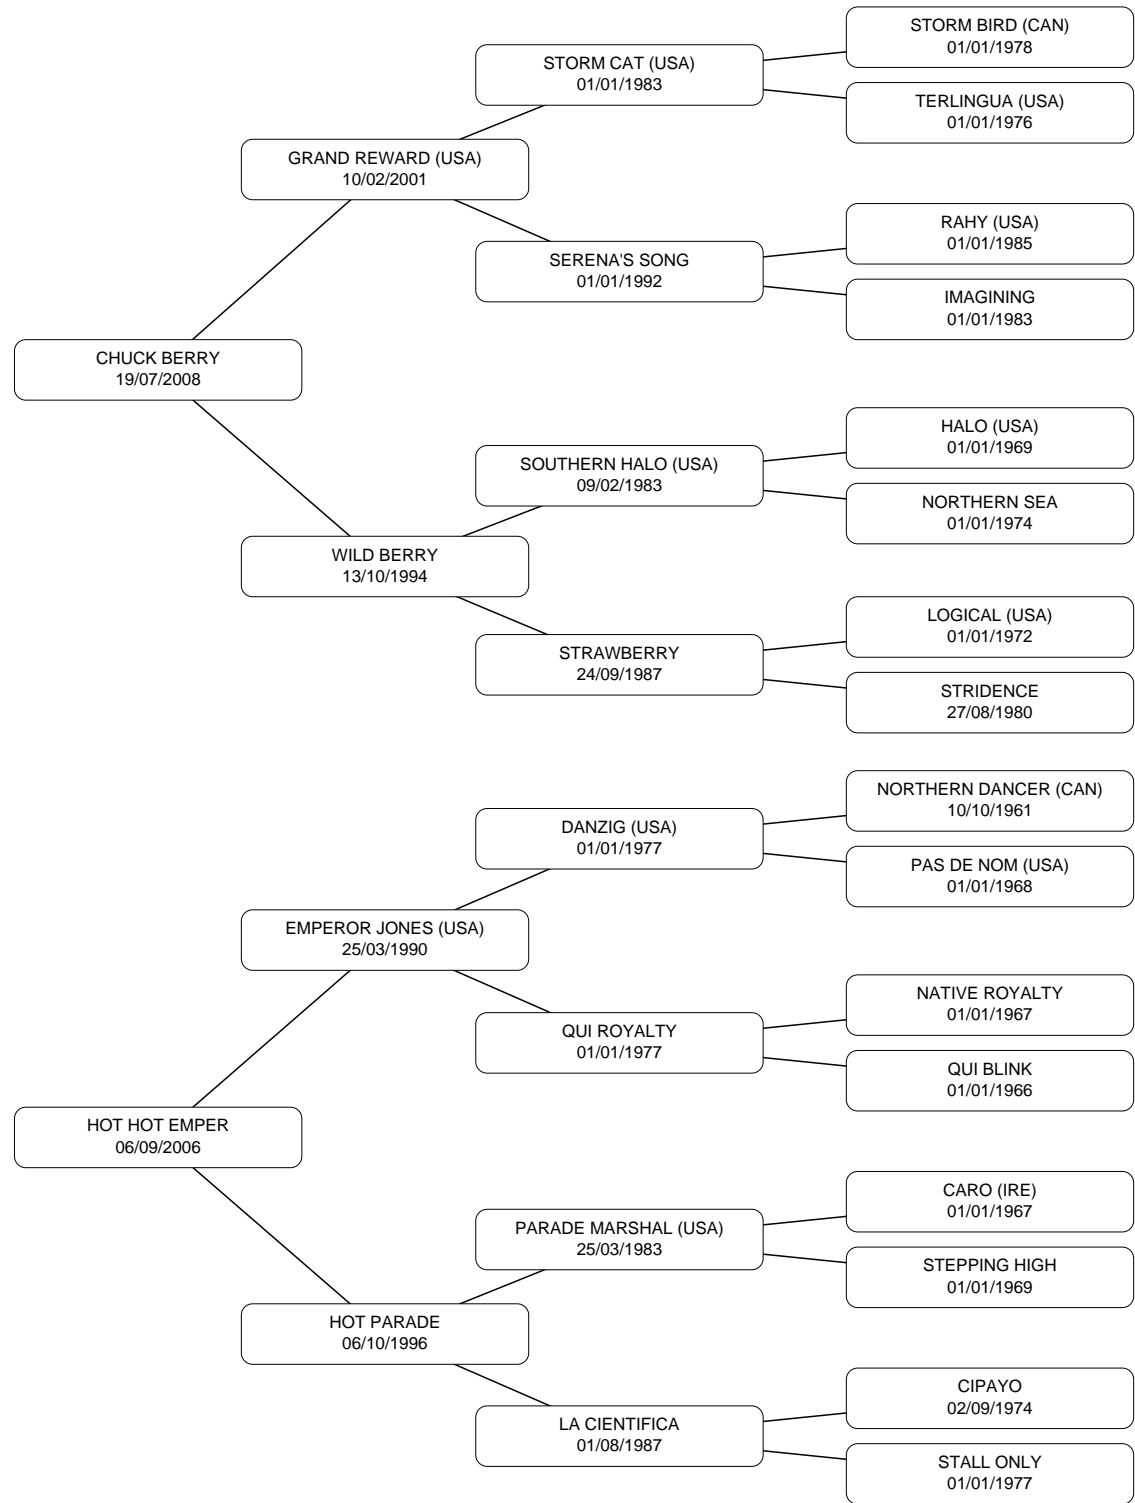 STORM BIRD (CAN)
01/01/1978
STORM CAT (USA)
01/01/1983
TERLINGUA (USA)
01/01/1976
GRAND REWARD (USA)
10/02/2001
RAHY (USA)
01/01/1985
SERENA'S SONG
01/01/1992
IMAGINING
01/01/1983
CHUCK BERRY
19/07/2008
HALO (USA)
01/01/1969
SOUTHERN HALO (USA)
09/02/1983
NORTHERN SEA
01/01/1974
WILD BERRY
13/10/1994
LOGICAL (USA)
01/01/1972
STRAWBERRY
24/09/1987
STRIDENCE
27/08/1980
NORTHERN DANCER (CAN)
10/10/1961
DANZIG (USA)
01/01/1977
PAS DE NOM (USA)
01/01/1968
EMPEROR JONES (USA)
25/03/1990
NATIVE ROYALTY
01/01/1967
QUI ROYALTY
01/01/1977
QUI BLINK
01/01/1966
HOT HOT EMPER
06/09/2006
CARO (IRE)
01/01/1967
PARADE MARSHAL (USA)
25/03/1983
STEPPING HIGH
01/01/1969
HOT PARADE
06/10/1996
CIPAYO
02/09/1974
LA CIENTIFICA
01/08/1987
STALL ONLY
01/01/1977